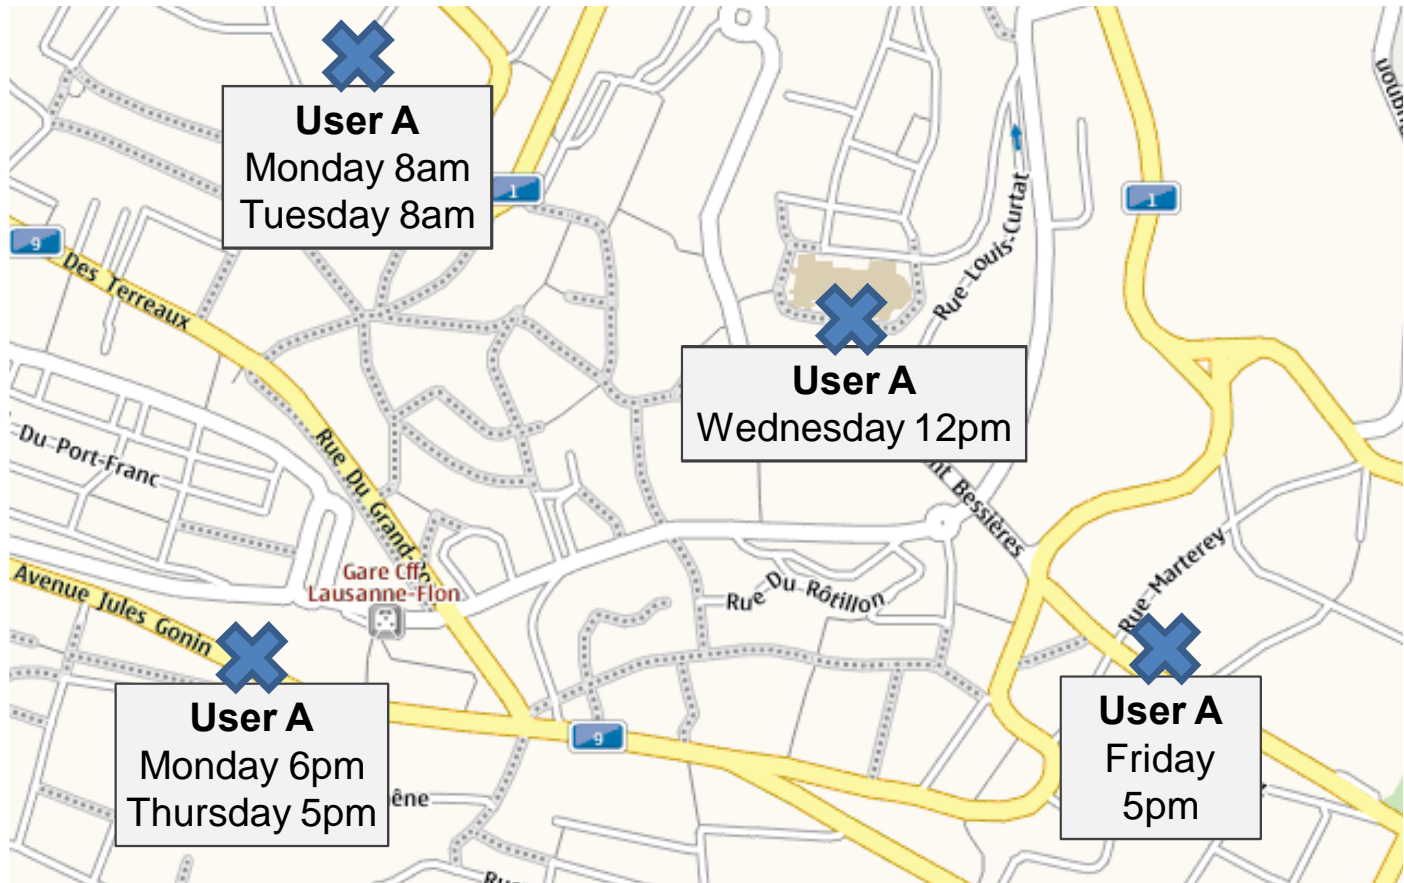 User A
Monday 8am
Tuesday 8am
1
1
9
Des Terreaux
Rue-Louis-Curtat
User A
Wednesday 12pm
Du-Port-Franc
Rue Du Grand-
Bessières
Gare Cff
Lausanne-Flon
Rue-Du-Rôtillon
Rue-Marterey
Avenue Jules Gonin
User A
Monday 6pm
Thursday 5pm
9
User A
Friday
5pm